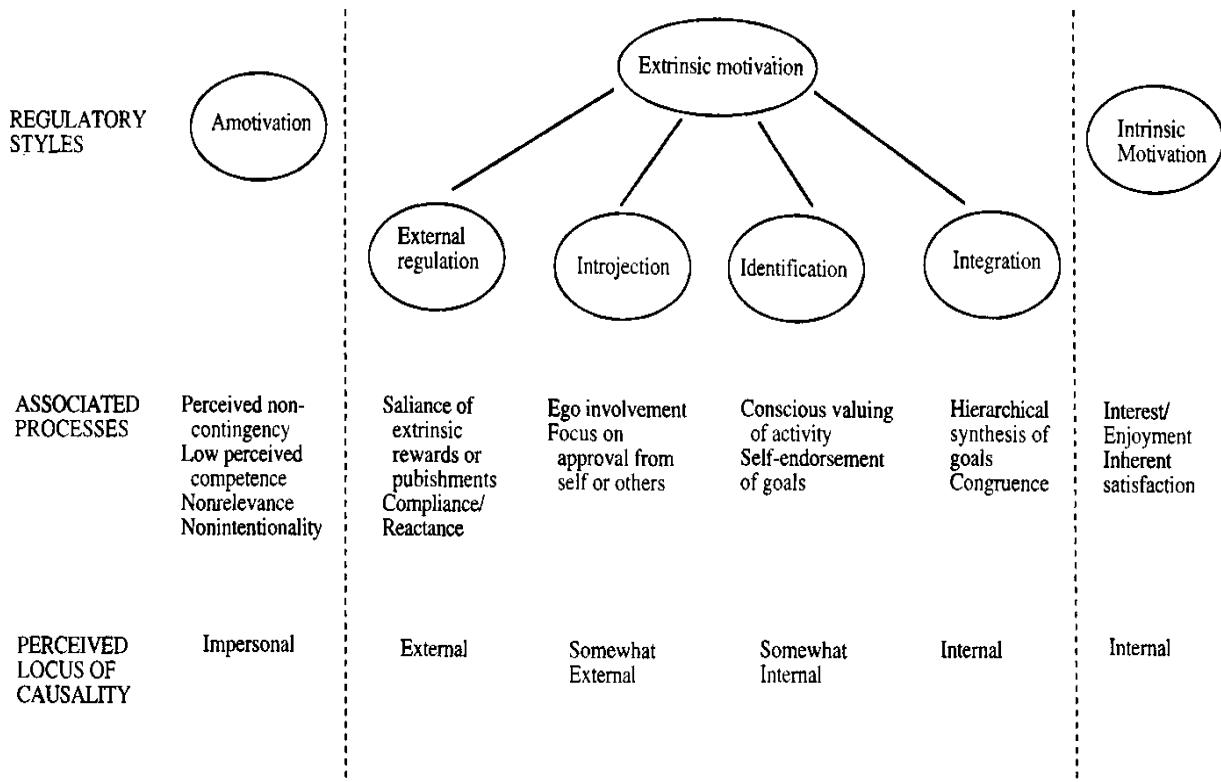 Extrinsic motivation
REGULATORY
STYLES
Amotivation
Intrinsic
Motivation
External
regulation
Introjection
Identification
Integration
ASSOCIATED
PROCESSES
Perceived non-
contingency
Low perceived
competence
Nonrelevance
Nonintentionality
Saliance of
extrinsic
rewards or
pubishments
Compliance/
Reactance
Ego involvement
Focus on
approval from
self or others
Conscious valuing
of activity
Self-endorsement
of goals
Hierarchical
synthesis of
goals
Congruence
Interest/
Enjoyment
Inherent
satisfaction
PERCEIVED
LOCUS OF
CAUSALITY
Impersonal
External
Somewhat
External
Somewhat
Internal
Internal
Internal